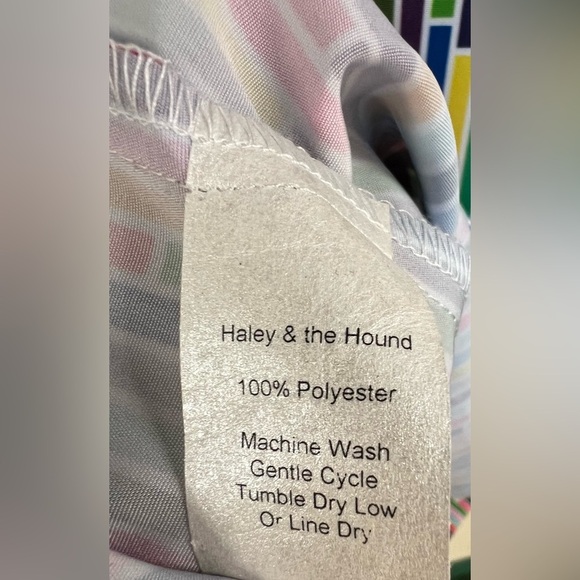 Haley & the Hound
100% Polyester
Machine Wash
Gentle Cycle
Tumble Dry Low
Or Line Dry